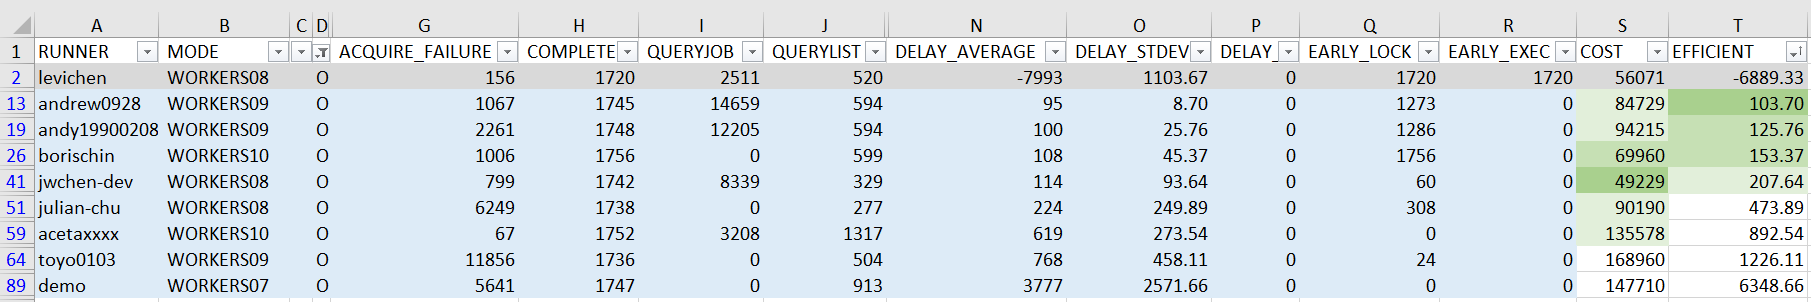 A B C D G H I J N O P Q R S T
1 RUNNER MODE ACQUIRE_FAILURE COMPLETE QUERYJOB QUERYLIST DELAY_AVERAGE DELAY_STDEV DELAY_ EARLY_LOCK EARLY_EXEC COST EFFICIENT
2 levichen WORKERS08 O 156 1720 2511 520 -7993 1103.67 0 1720 1720 56071 -6889.33
13 andrew0928 WORKERS09 O 1067 1745 14659 594 95 8.70 0 1273 0 84729 103.70
19 andy19900208 WORKERS09 O 2261 1748 12205 594 100 25.76 0 1286 0 94215 125.76
26 borischin WORKERS10 O 1006 1756 0 599 108 45.37 0 1756 0 69960 153.37
41 jwchen-dev WORKERS08 O 799 1742 8339 329 114 93.64 0 60 0 49229 207.64
51 julian-chu WORKERS08 O 6249 1738 0 277 224 249.89 0 308 0 90190 473.89
59 acetaxxxx WORKERS10 O 67 1752 3208 1317 619 273.54 0 0 0 135578 892.54
64 toyo0103 WORKERS09 O 11856 1736 0 504 768 458.11 0 24 0 168960 1226.11
89 demo WORKERS07 O 5641 1747 0 913 3777 2571.66 0 0 0 147710 6348.66